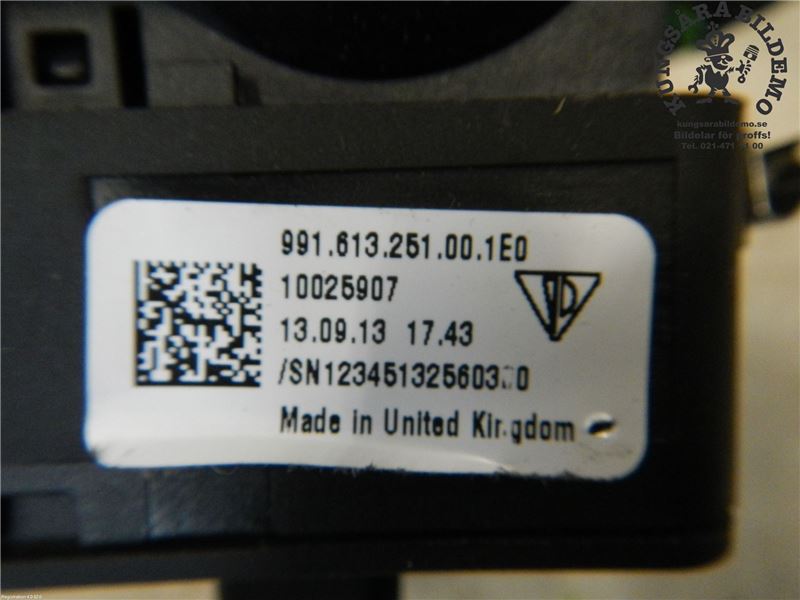 KUNGSÅRA BILDEMO
kungsarabildemo.se
Bildelar för proffs!
991.613.251.00.1E0
10025907
13.09.13 17.43
Made in United Kingdom